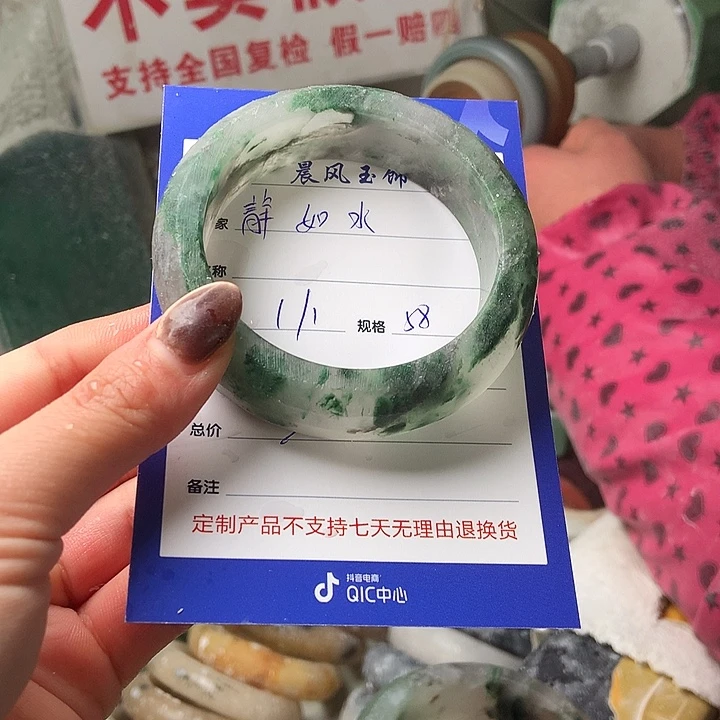 支持全国复检 假一赔四
晨风玉饰
家 静如水
称
1/1 规格 58
总价
备注
定制产品不支持七天无理由退换货
抖音电商
QIC中心